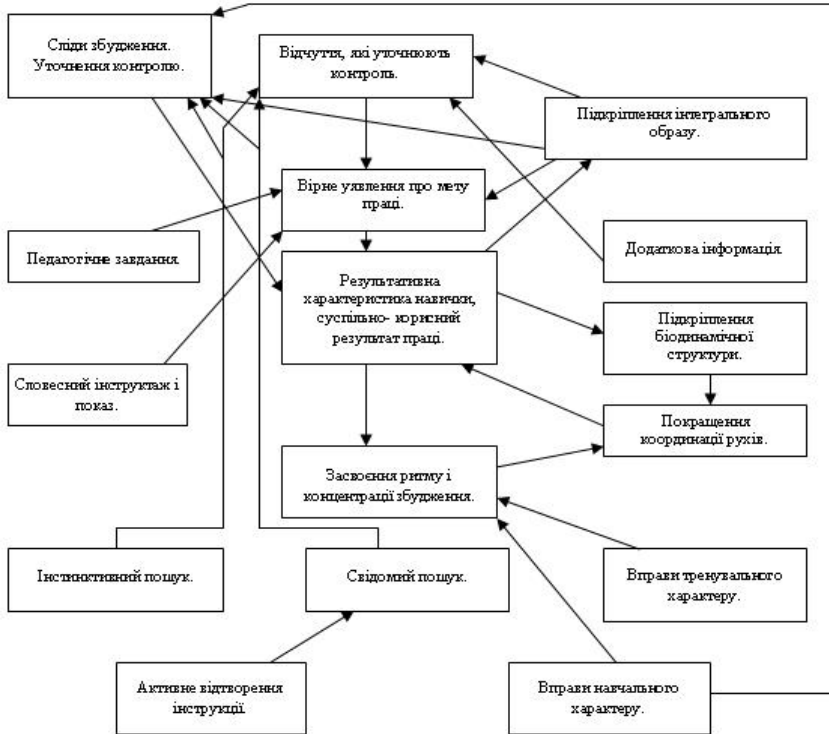 Сліди збудження.
Уточнення контролю.
Відчуття, які уточнюють
контроль.
Підкріплення інтегрального
образу.
Вірне уявлення про мету
праці.
Педагогічне завдання.
Додаткова інформація.
Результативна
характеристика навички,
суспільно- корисний
результат праці.
Підкріплення
біодинамічної
структури.
Словесний інструктаж і
показ.
Покращення
координації рухів.
Засвоєння ритму і
концентрації збудження.
Інстинктивний пошук.
Свідомий пошук.
Вправи тренувального
характеру.
Активне відтворення
інструкції.
Вправи навчального
характеру.